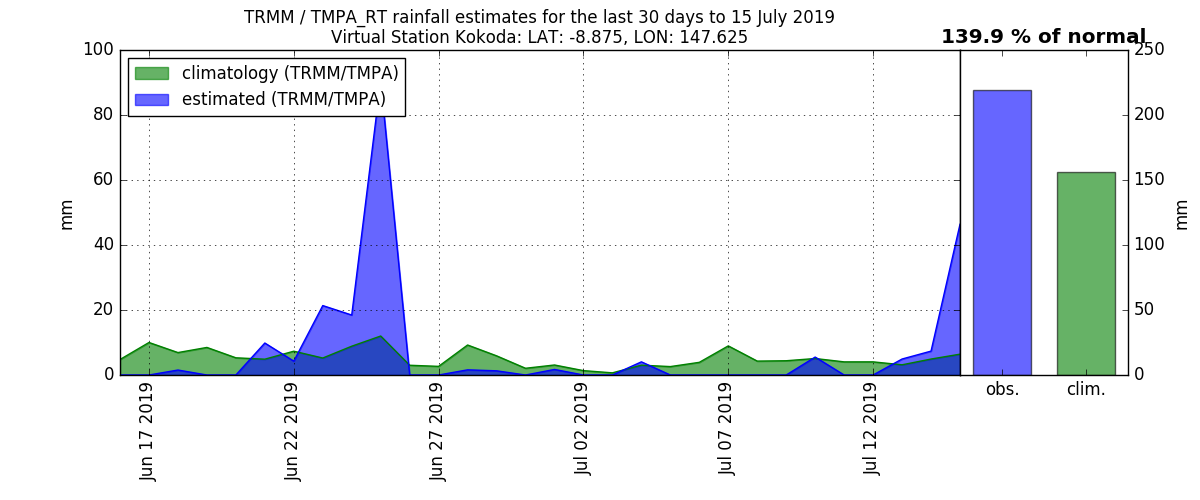 TRMM / TMPA_RT rainfall estimates for the last 30 days to 15 July 2019
Virtual Station Kokoda: LAT: -8.875, LON: 147.625
139.9 % of normal
climatology (TRMM/TMPA)
estimated (TRMM/TMPA)
100
80
60
40
20
0
mm
250
200
150
100
50
0
mm
Jun 17 2019
Jun 22 2019
Jun 27 2019
Jul 02 2019
Jul 07 2019
Jul 12 2019
obs.
clim.